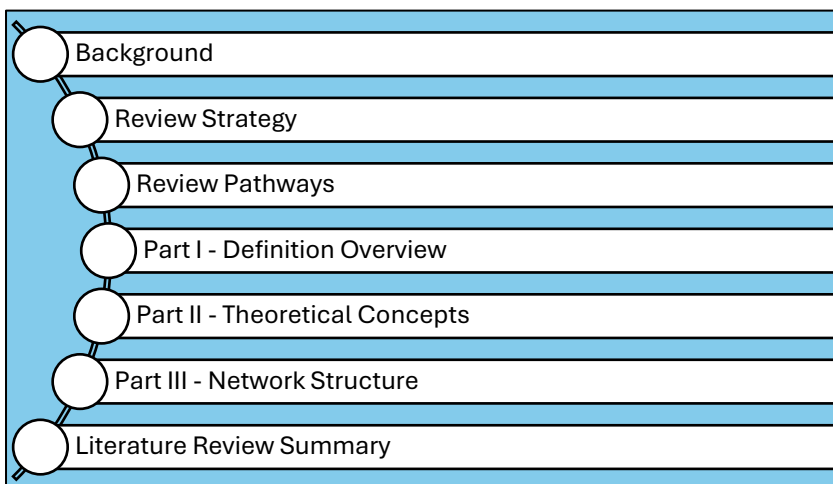 Background
Review Strategy
Review Pathways
Part I - Definition Overview
Part II - Theoretical Concepts
Part III - Network Structure
Literature Review Summary